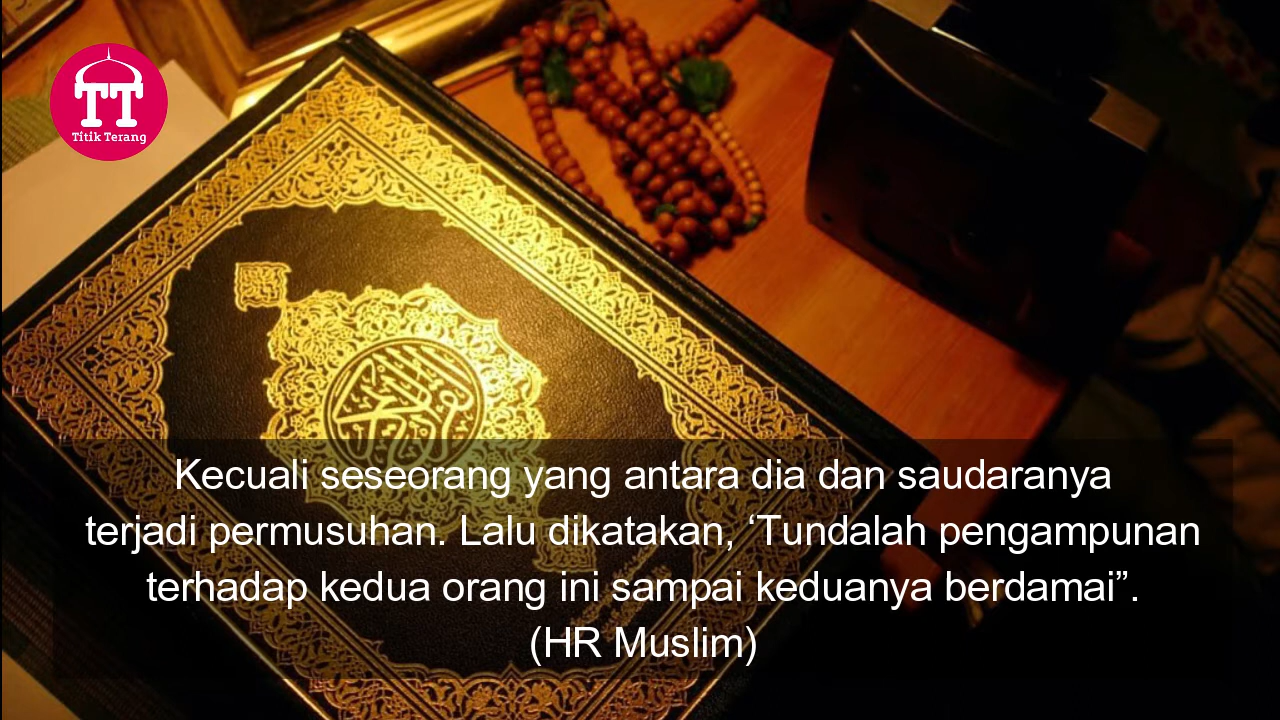 TT
Titik Terang
Kecuali seseorang yang antara dia dan saudaranya
terjadi permusuhan. Lalu dikatakan, ‘Tundalah pengampunan
terhadap kedua orang ini sampai keduanya berdamai”.
(HR Muslim)